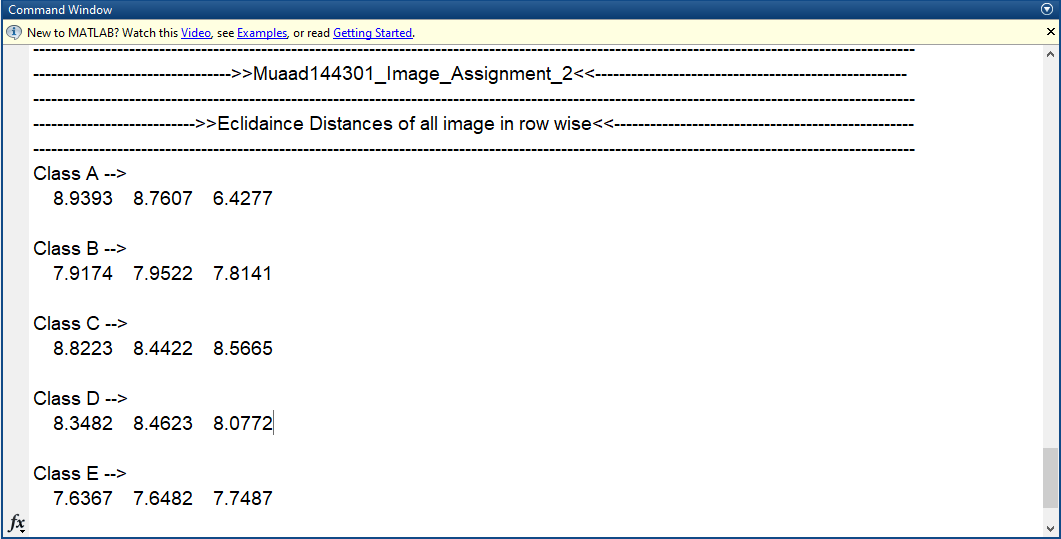 Command Window
New to MATLAB? Watch this Video, see Examples, or read Getting Started.
--------------------------------->>Muaad144301_Image_Assignment_2<<----------------------------------------------------
--------------------------->>Eclidaince Distances of all image in row wise<<--------------------------------------------------
Class A -->
8.9393 8.7607 6.4277
Class B -->
7.9174 7.9522 7.8141
Class C -->
8.8223 8.4422 8.5665
Class D -->
8.3482 8.4623 8.0772
Class E -->
7.6367 7.6482 7.7487
fx